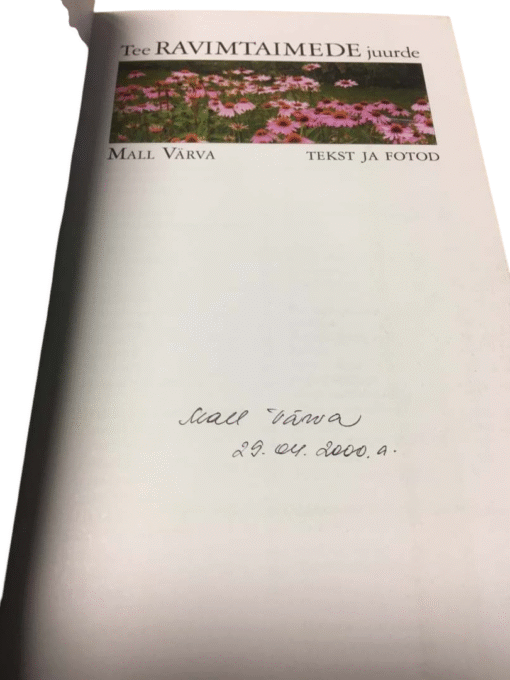 Tee RAVIMTAIMEDE juurde
MALL VÄRVA TEKST JA FOTOD
Mall Värva
29.04.2000.a.